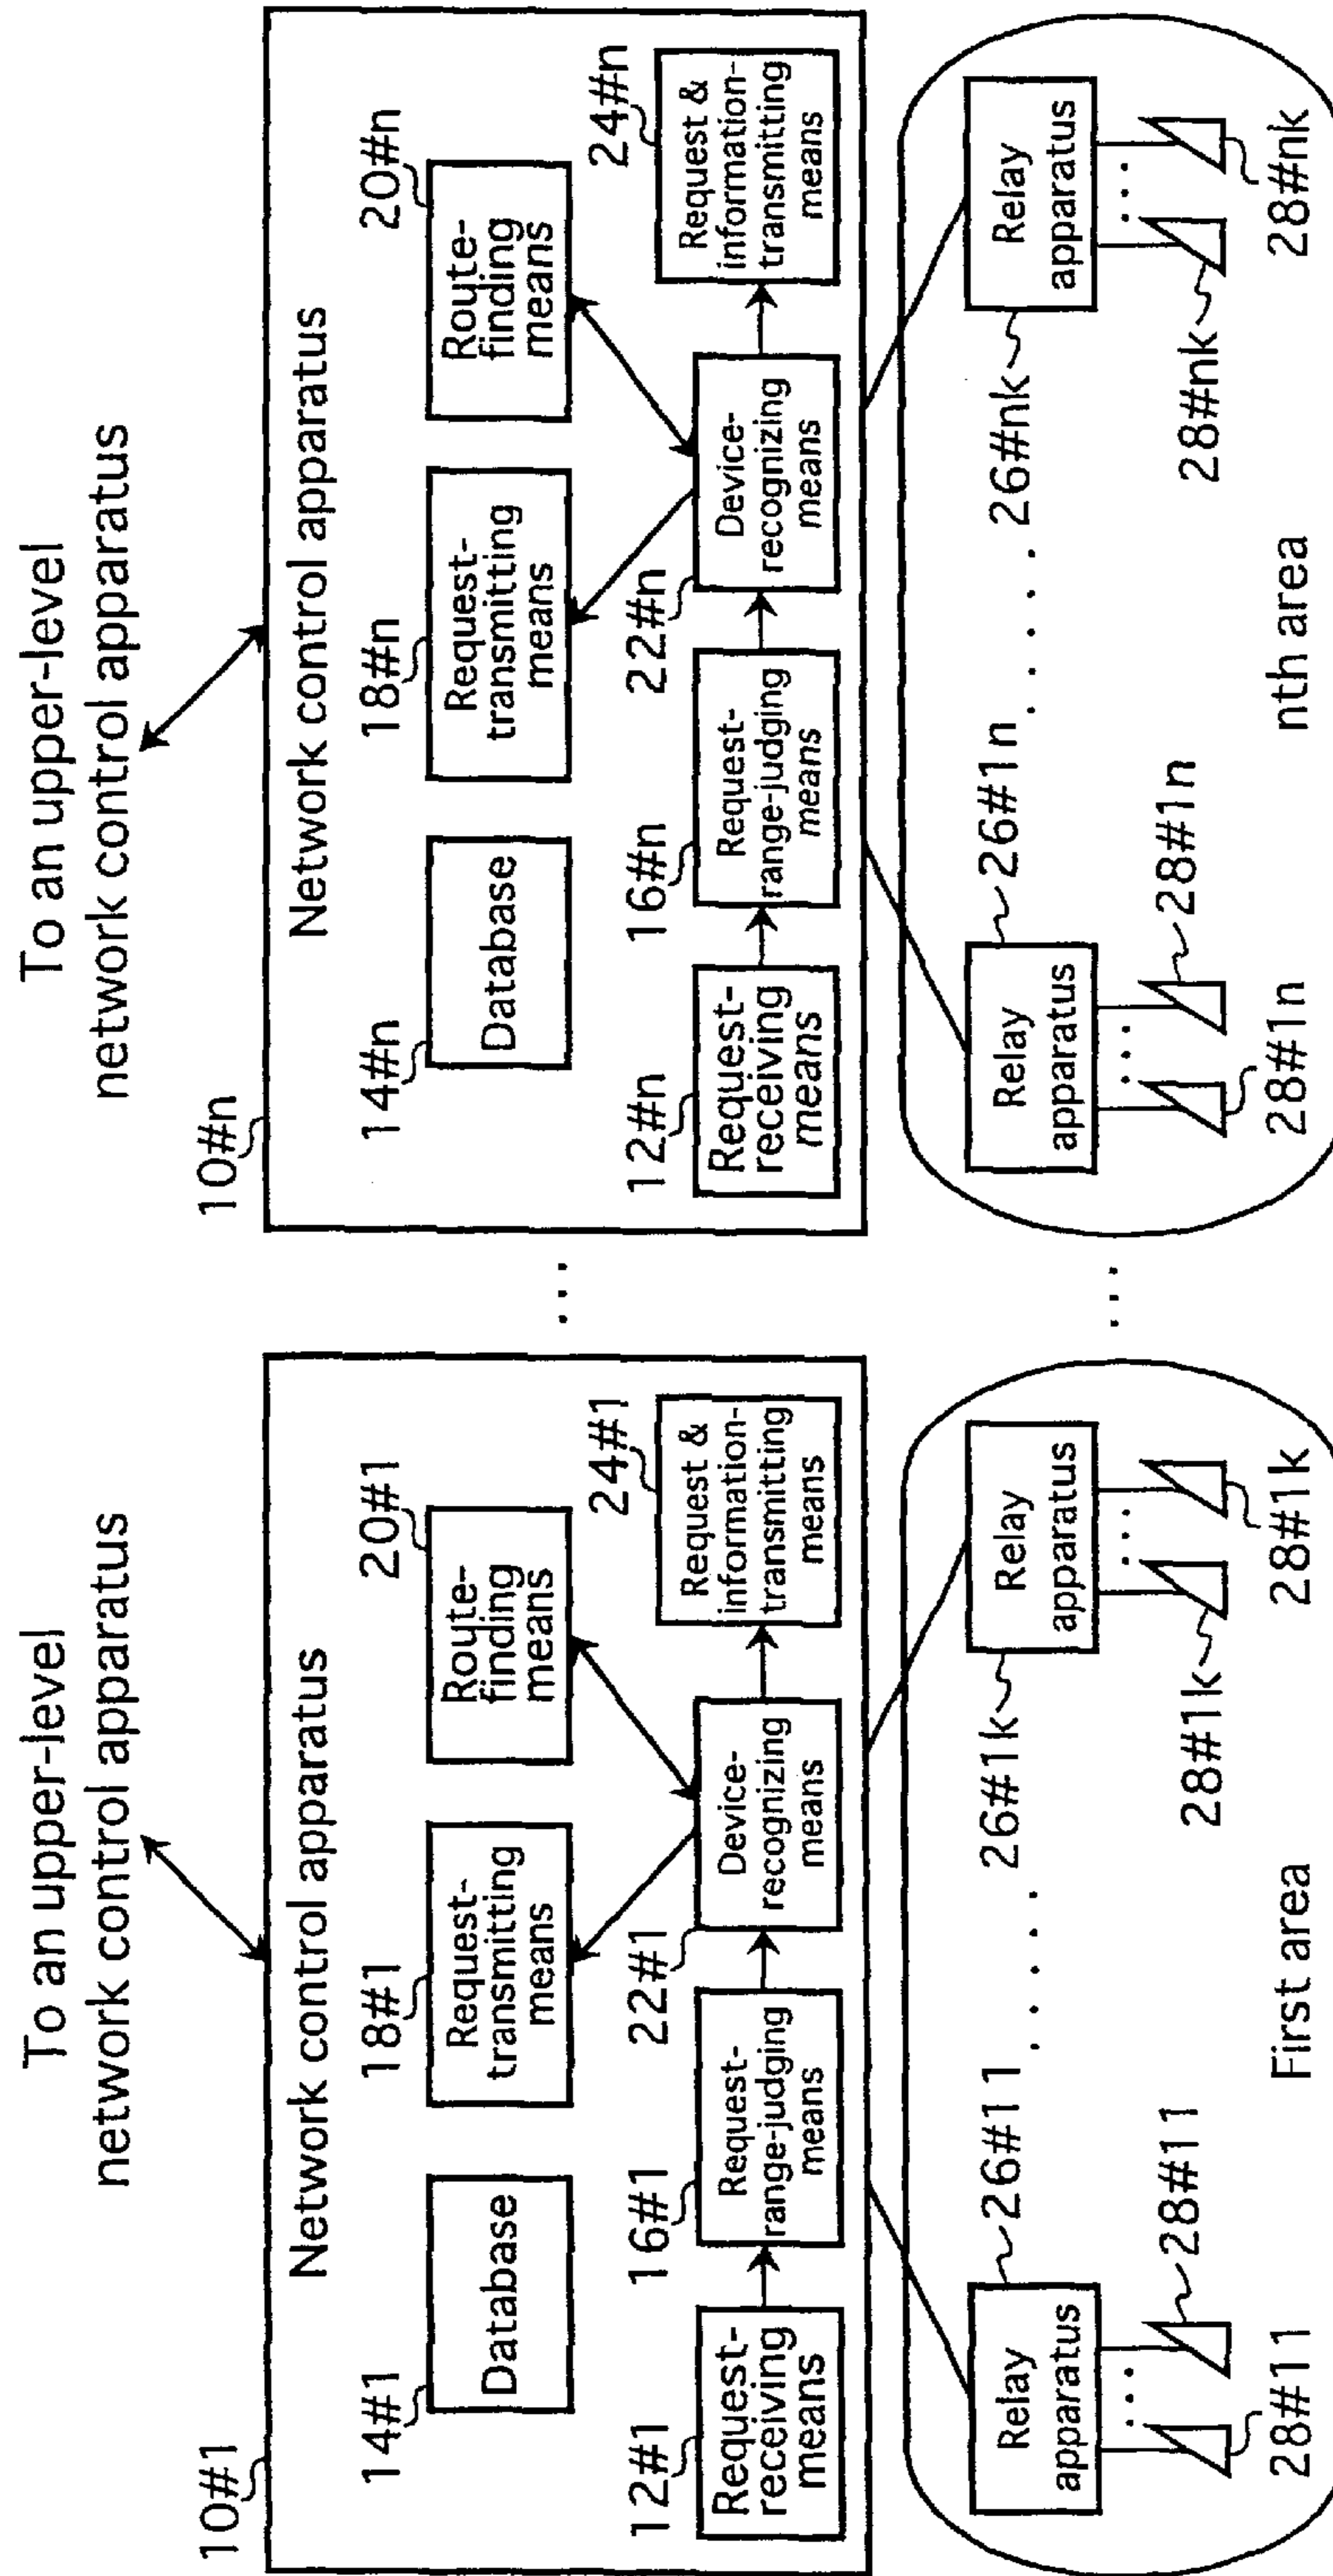 To an upper-level
network control apparatus
10#1
Network control apparatus
14#1
Database
18#1
Request-
transmitting
means
20#1
Route-
finding
means
12#1
Request-
receiving
means
16#1
Request-
range-judging
means
22#1
Device-
recognizing
means
24#1
Request &
information-
transmitting
means
Relay
apparatus
26#11
......
26#1k
Relay
apparatus
...
28#11
28#11
...
28#1k
28#1k
First area
...
...
To an upper-level
network control apparatus
10#n
Network control apparatus
14#n
Database
18#n
Request-
transmitting
means
20#n
Route-
finding
means
12#n
Request-
receiving
means
16#n
Request-
range-judging
means
22#n
Device-
recognizing
means
24#n
Request &
information-
transmitting
means
Relay
apparatus
26#1n
......
26#nk
Relay
apparatus
...
28#1n
28#1n
...
28#nk
28#nk
nth area